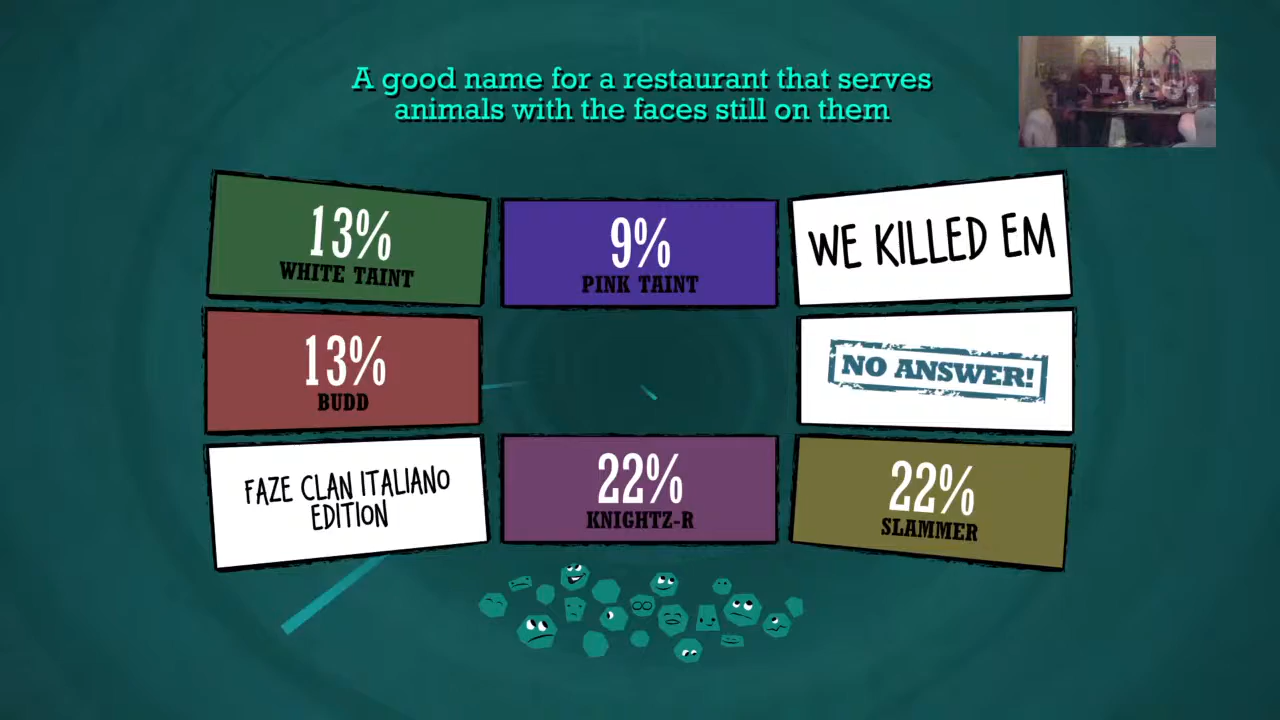 A good name for a restaurant that serves
animals with the faces still on them
13%
WHITE TAINT
9%
PINK TAINT
WE KILLED EM
13%
BUDD
NO ANSWER!
FAZE CLAN ITALIANO
EDITION
22%
KNIGHTZ-R
22%
SLAMMER